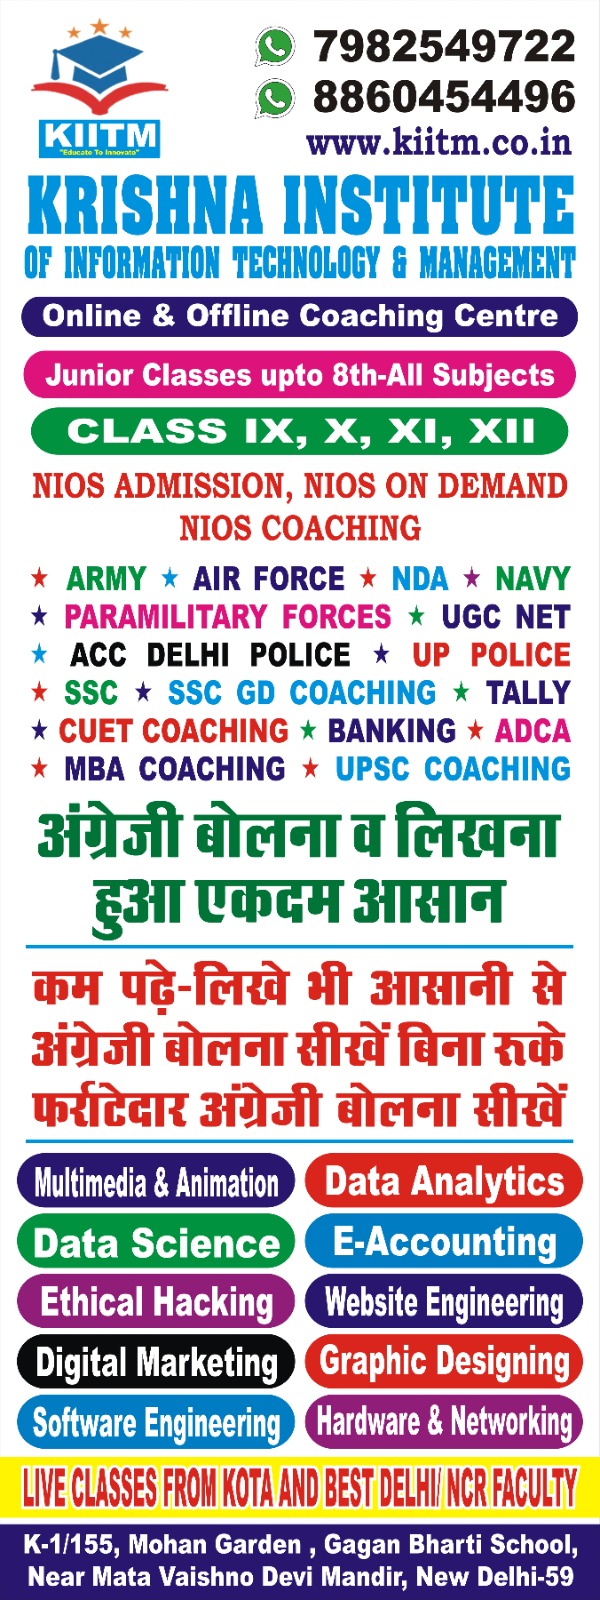 KIITM
"Educate To Innovate"
7982549722
8860454496
www.kiitm.co.in
KRISHNA INSTITUTE
OF INFORMATION TECHNOLOGY & MANAGEMENT
Online & Offline Coaching Centre
Junior Classes upto 8th-All Subjects
CLASS IX, X, XI, XII
NIOS ADMISSION, NIOS ON DEMAND
NIOS COACHING
★ ARMY ★ AIR FORCE ★ NDA ★ NAVY
★ PARAMILITARY FORCES ★ UGC NET
★ ACC DELHI POLICE ★ UP POLICE
★ SSC ★ SSC GD COACHING ★ TALLY
★ CUET COACHING ★ BANKING ★ ADCA
★ MBA COACHING ★ UPSC COACHING
अंग्रेजी बोलना व लिखना
हुआ एकदम आसान
कम पढ़े-लिखे भी आसानी से
अंग्रेजी बोलना सीखें बिना रूके
फर्राटेदार अंग्रेजी बोलना सीखें
Multimedia & Animation
Data Analytics
Data Science
E-Accounting
Ethical Hacking
Website Engineering
Digital Marketing
Graphic Designing
Software Engineering
Hardware & Networking
LIVE CLASSES FROM KOTA AND BEST DELHI/ NCR FACULTY
K-1/155, Mohan Garden , Gagan Bharti School,
Near Mata Vaishno Devi Mandir, New Delhi-59